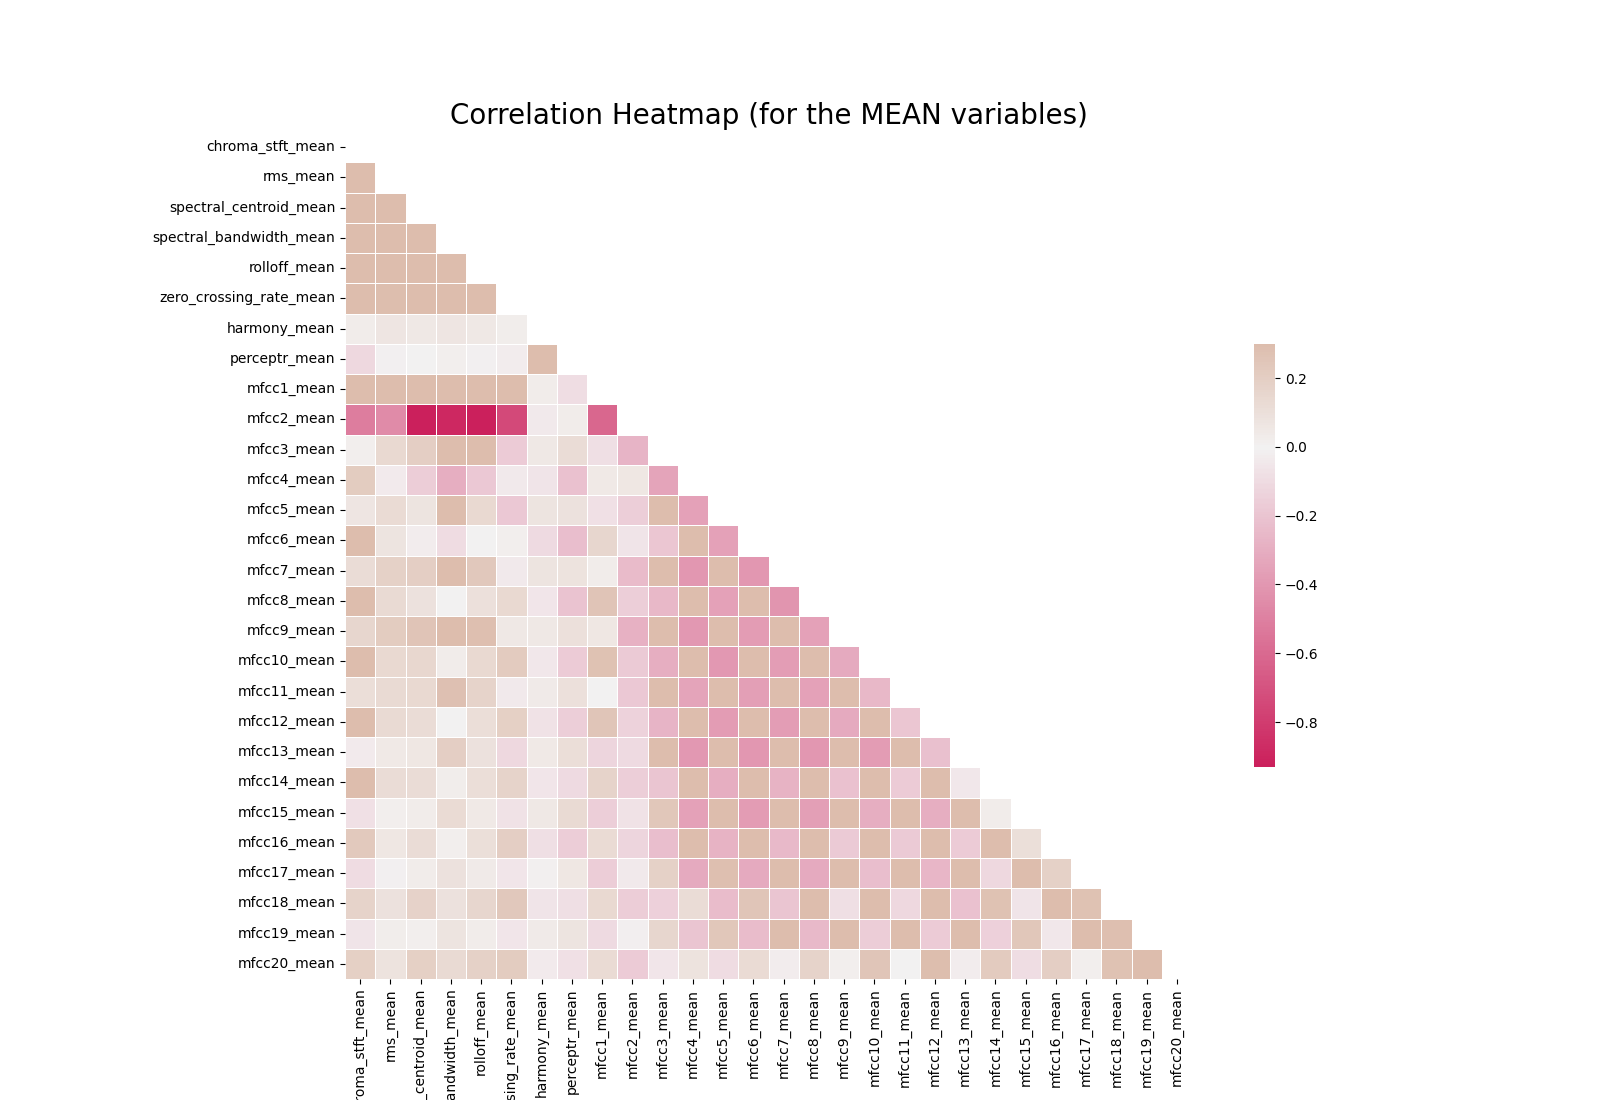 Correlation Heatmap (for the MEAN variables)
chroma_stft_mean
rms_mean
spectral_centroid_mean
spectral_bandwidth_mean
rolloff_mean
zero_crossing_rate_mean
harmony_mean
perceptr_mean
mfcc1_mean
mfcc2_mean
mfcc3_mean
mfcc4_mean
mfcc5_mean
mfcc6_mean
mfcc7_mean
mfcc8_mean
mfcc9_mean
mfcc10_mean
mfcc11_mean
mfcc12_mean
mfcc13_mean
mfcc14_mean
mfcc15_mean
mfcc16_mean
mfcc17_mean
mfcc18_mean
mfcc19_mean
mfcc20_mean
roma_stft_mean
rms_mean
_centroid_mean
andwidth_mean
rolloff_mean
sing_rate_mean
harmony_mean
perceptr_mean
mfcc1_mean
mfcc2_mean
mfcc3_mean
mfcc4_mean
mfcc5_mean
mfcc6_mean
mfcc7_mean
mfcc8_mean
mfcc9_mean
mfcc10_mean
mfcc11_mean
mfcc12_mean
mfcc13_mean
mfcc14_mean
mfcc15_mean
mfcc16_mean
mfcc17_mean
mfcc18_mean
mfcc19_mean
mfcc20_mean
0.2
0.0
−0.2
−0.4
−0.6
−0.8